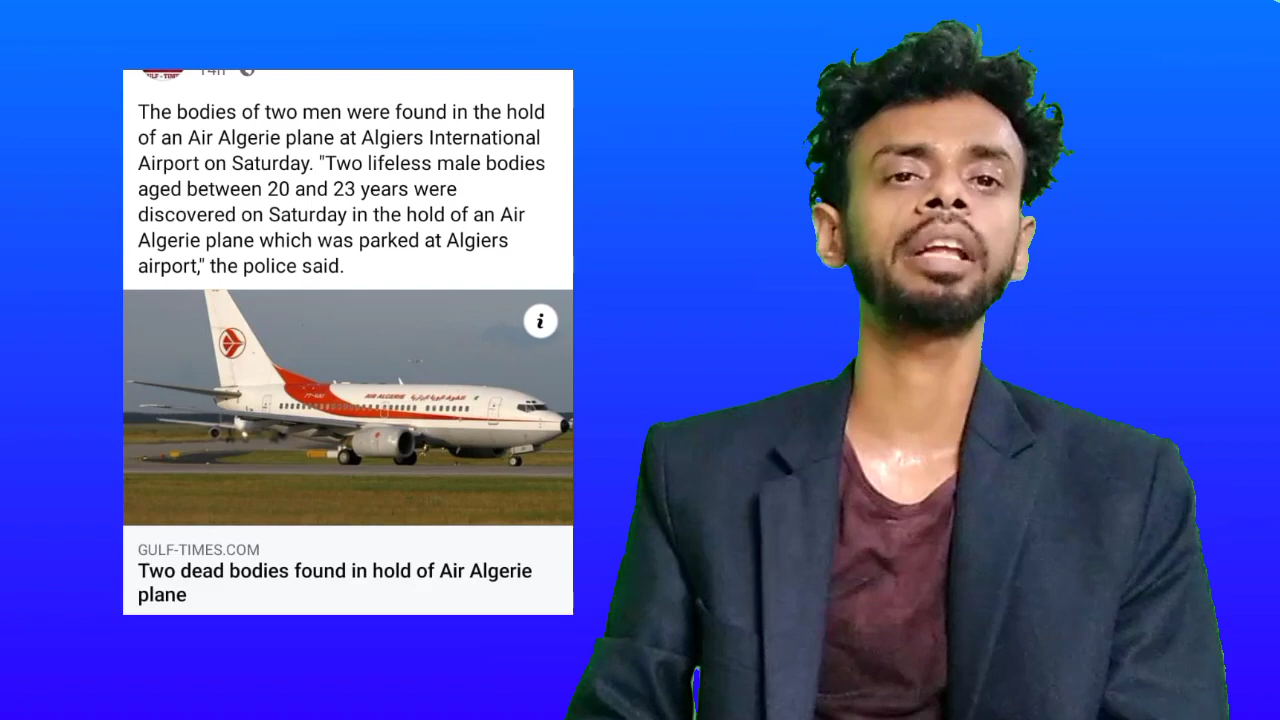 14h
The bodies of two men were found in the hold
of an Air Algerie plane at Algiers International
Airport on Saturday. "Two lifeless male bodies
aged between 20 and 23 years were
discovered on Saturday in the hold of an Air
Algerie plane which was parked at Algiers
airport," the police said.
AIR ALGERIE
i
GULF-TIMES.COM
Two dead bodies found in hold of Air Algerie
plane